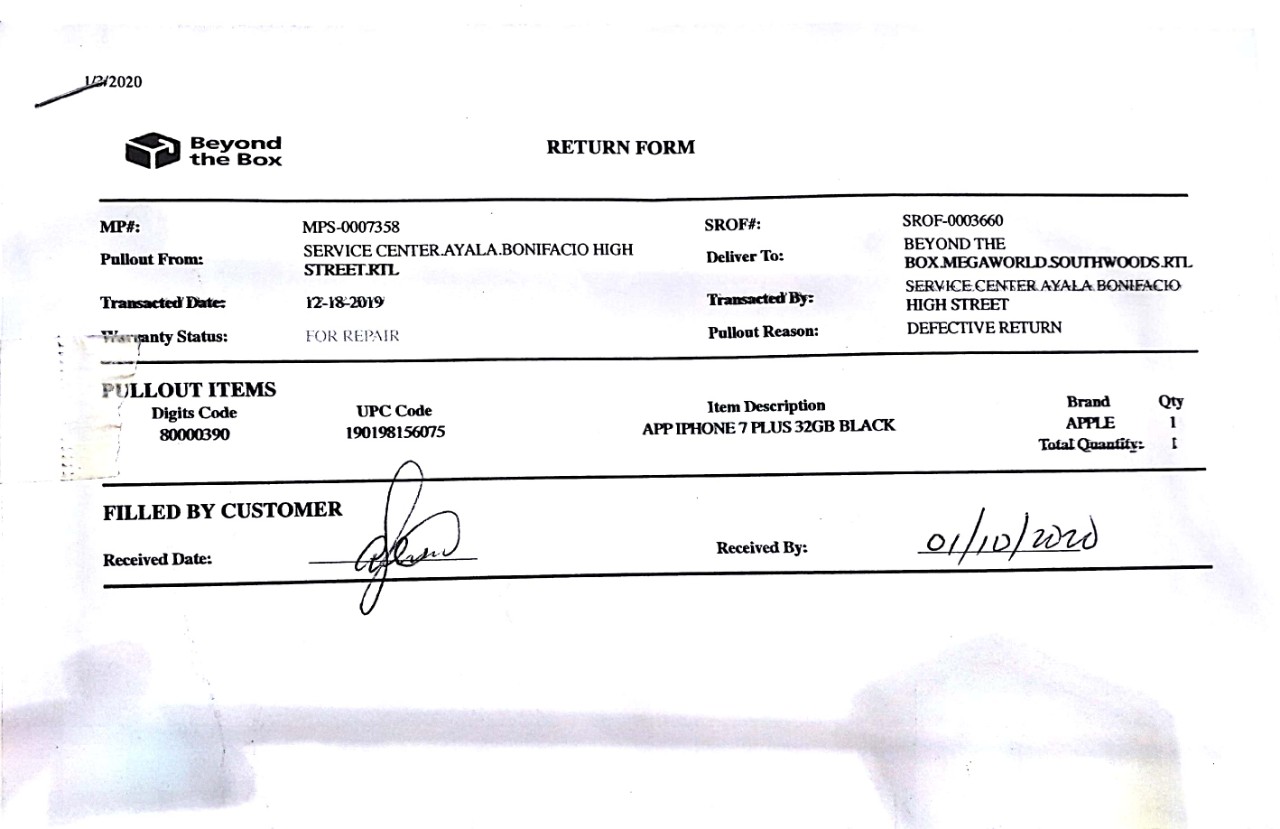 1/2/2020
Beyond
the Box
RETURN FORM
MP#: MPS-0007358 SROF#: SROF-0003660
Pullout From: SERVICE CENTER.AYALA.BONIFACIO HIGH STREET.RTL Deliver To: BEYOND THE BOX.MEGAWORLD.SOUTHWOODS.RTL
Transacted Date: 12-18-2019 Transacted By: SERVICE CENTER AYALA BONIFACIO HIGH STREET
Warranty Status: FOR REPAIR Pullout Reason: DEFECTIVE RETURN
PULLOUT ITEMS
Digits Code UPC Code Item Description Brand Qty
80000390 190198156075 APP IPHONE 7 PLUS 32GB BLACK APPLE 1
Total Quantity: 1
FILLED BY CUSTOMER
Received Date: Received By: 01/10/2020